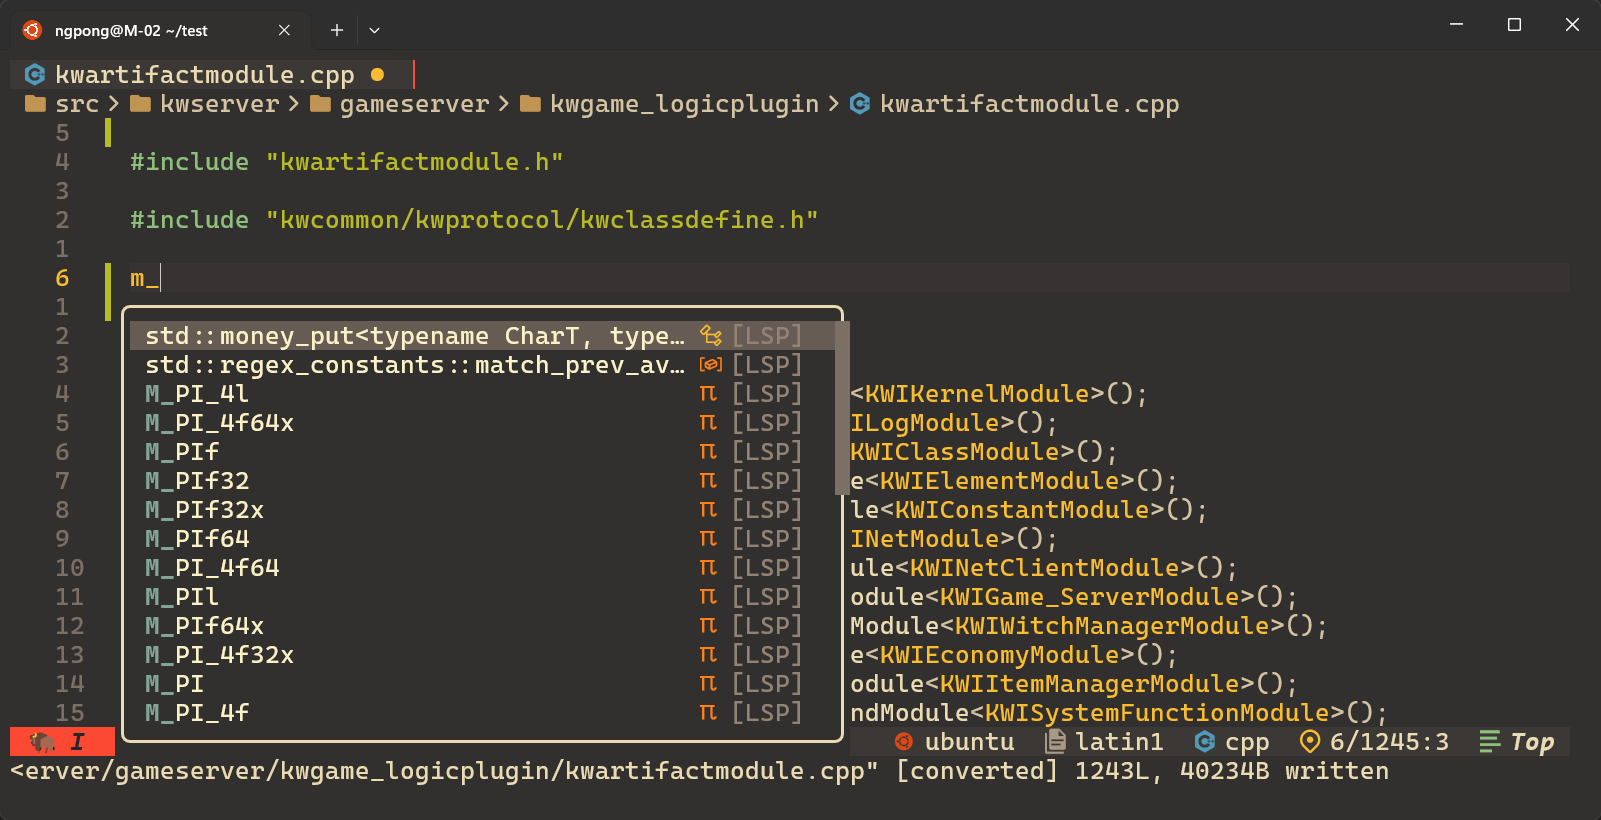 ngpong@M-02 ~/test
kwartifactmodule.cpp
src > kwserver > gameserver > kwgame_logicplugin > kwartifactmodule.cpp
5
4 #include "kwartifactmodule.h"
3
2 #include "kwcommon/kwprotocol/kwclassdefine.h"
1
6 m_
1
2 std::money_put<typename CharT, type… [LSP]
3 std::regex_constants::match_prev_av… [LSP]
4 M_PI_4l π [LSP] <KWIKernelModule>();
5 M_PI_4f64x π [LSP] ILogModule>();
6 M_PIf π [LSP] KWIClassModule>();
7 M_PIf32 π [LSP] e<KWIElementModule>();
8 M_PIf32x π [LSP] le<KWIConstantModule>();
9 M_PIf64 π [LSP] INetModule>();
10 M_PI_4f64 π [LSP] ule<KWINetClientModule>();
11 M_PIl π [LSP] odule<KWIGame_ServerModule>();
12 M_PIf64x π [LSP] Module<KWIWitchManagerModule>();
13 M_PI_4f32x π [LSP] e<KWIEconomyModule>();
14 M_PI π [LSP] odule<KWIItemManagerModule>();
15 M_PI_4f π [LSP] ndModule<KWISystemFunctionModule>();
I ubuntu latin1 cpp 6/1245:3 Top
<erver/gameserver/kwgame_logicplugin/kwartifactmodule.cpp" [converted] 1243L, 40234B written